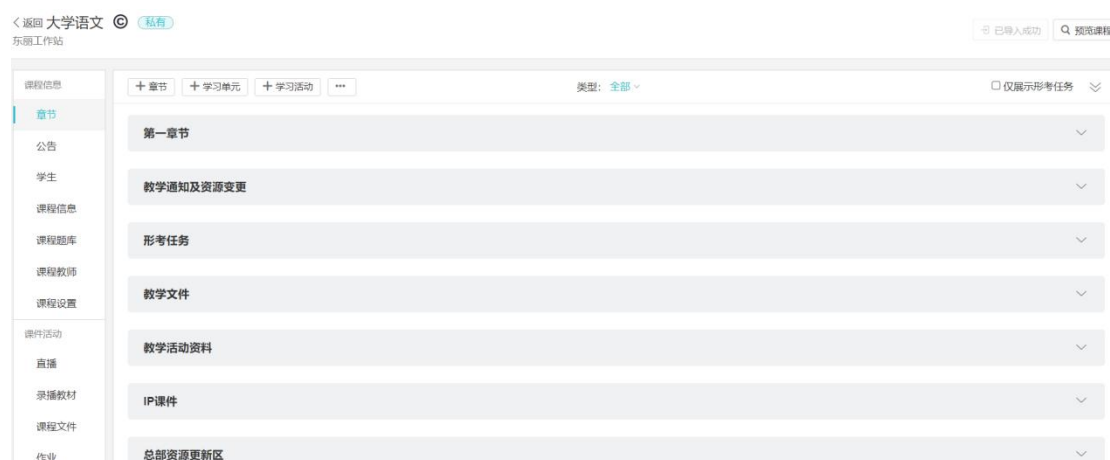 <返回 大学语文 © 私有
东丽工作站
已导入成功
预览课程
课程信息
章节
公告
学生
课程信息
课程题库
课程教师
课程设置
课件活动
直播
录播教材
课程文件
作业
+ 章节 + 学习单元 + 学习活动 ···
类型: 全部
仅展示形考任务
第一章节
教学通知及资源变更
形考任务
教学文件
教学活动资料
IP课件
总部资源更新区